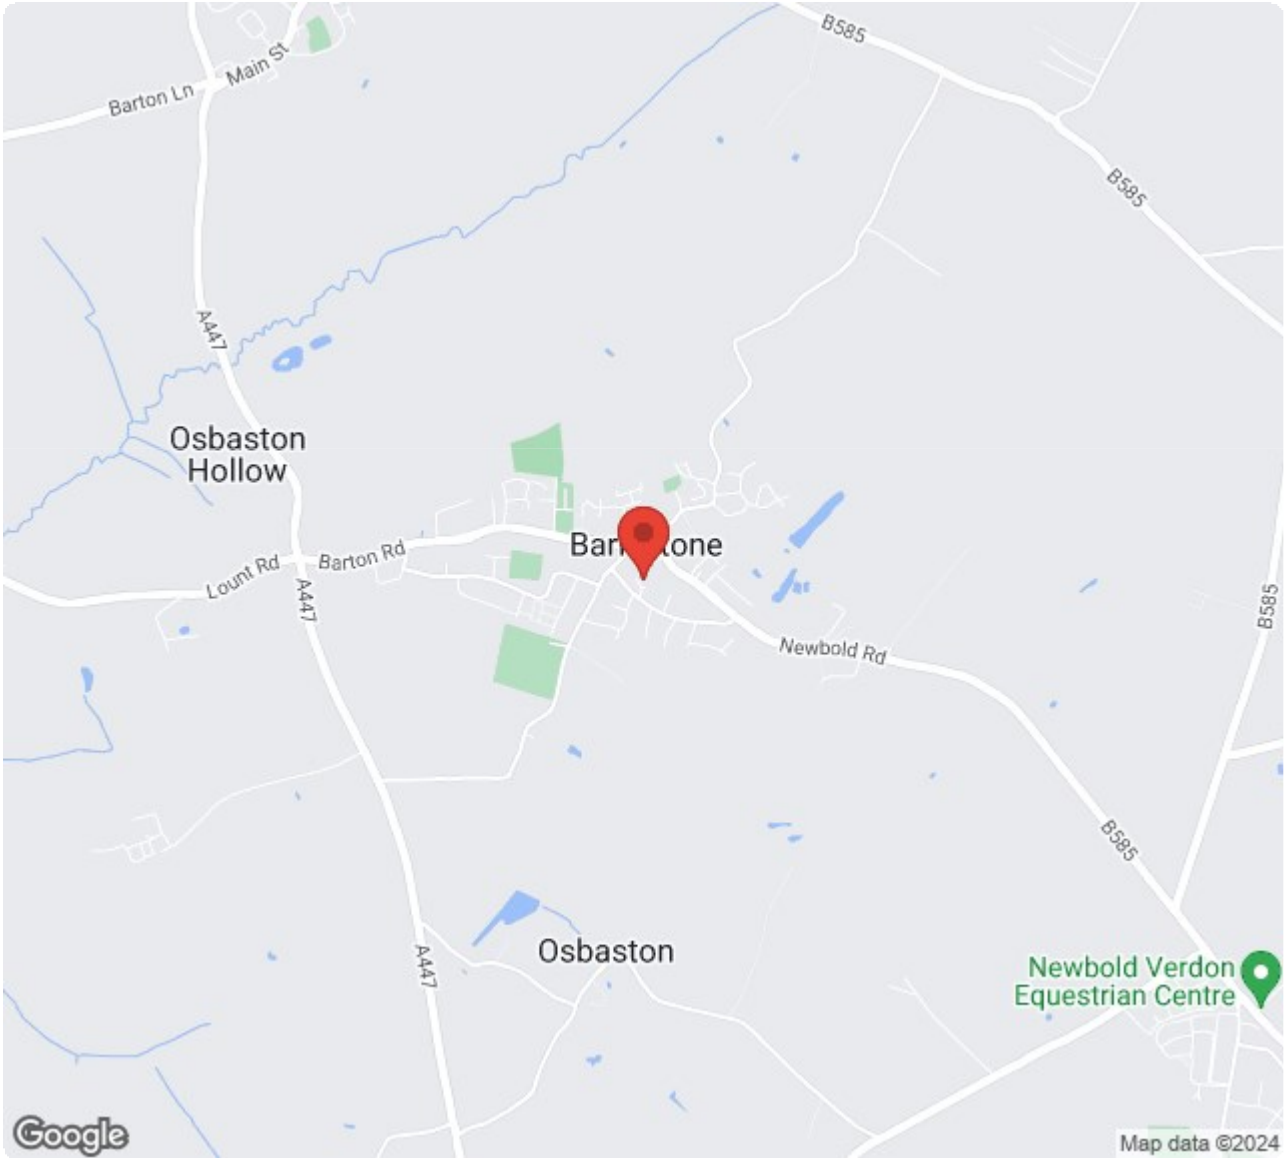 B585
Main St
Barton Ln
B585
A447
Osbaston
Hollow
Barton Rd
Lount Rd
A447
B585
Newbold Rd
B585
Osbaston
A447
Newbold Verdon
Equestrian Centre
Google
Map data ©2024